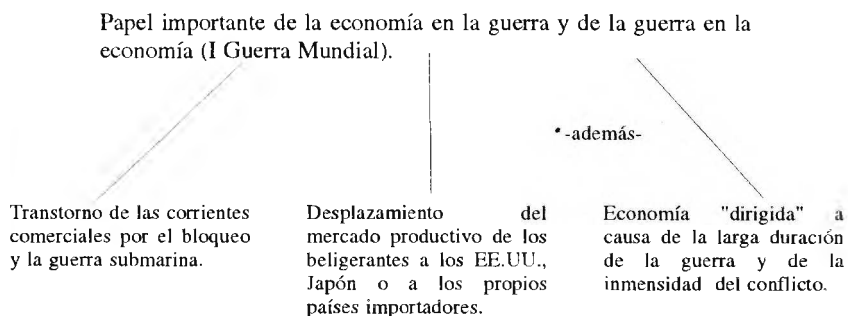 Papel importante de la economía en la guerra y de la guerra en la
economía (I Guerra Mundial).
-además-
Transtorno de las corrientes
comerciales por el bloqueo
y la guerra submarina.
Desplazamiento del
mercado productivo de los
beligerantes a los EE.UU.,
Japón o a los propios
países importadores.
Economía "dirigida" a
causa de la larga duración
de la guerra y de la
inmensidad del conflicto.